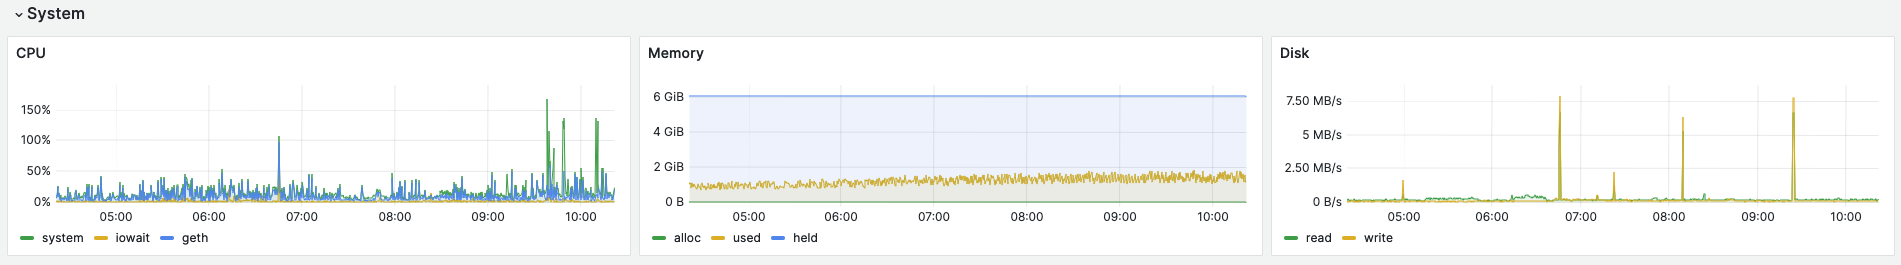 System
CPU
150%
100%
50%
0%
05:00 06:00 07:00 08:00 09:00 10:00
system iowait geth
Memory
6 GiB
4 GiB
2 GiB
0 B
05:00 06:00 07:00 08:00 09:00 10:00
alloc used held
Disk
7.50 MB/s
5 MB/s
2.50 MB/s
0 B/s
05:00 06:00 07:00 08:00 09:00 10:00
read write